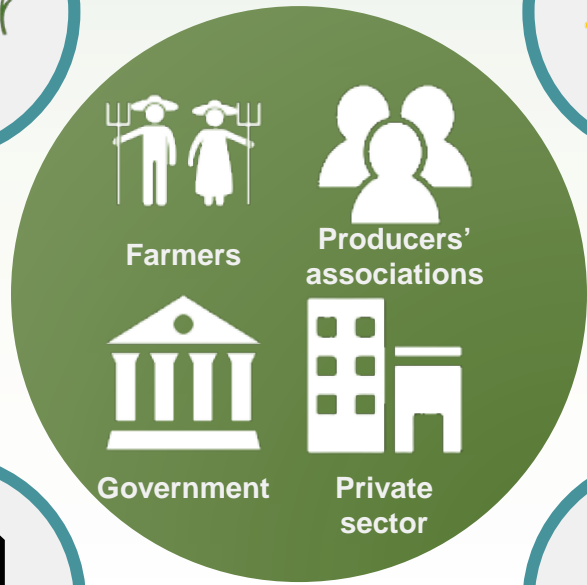 Farmers
Producers’
associations
Government
Private
sector